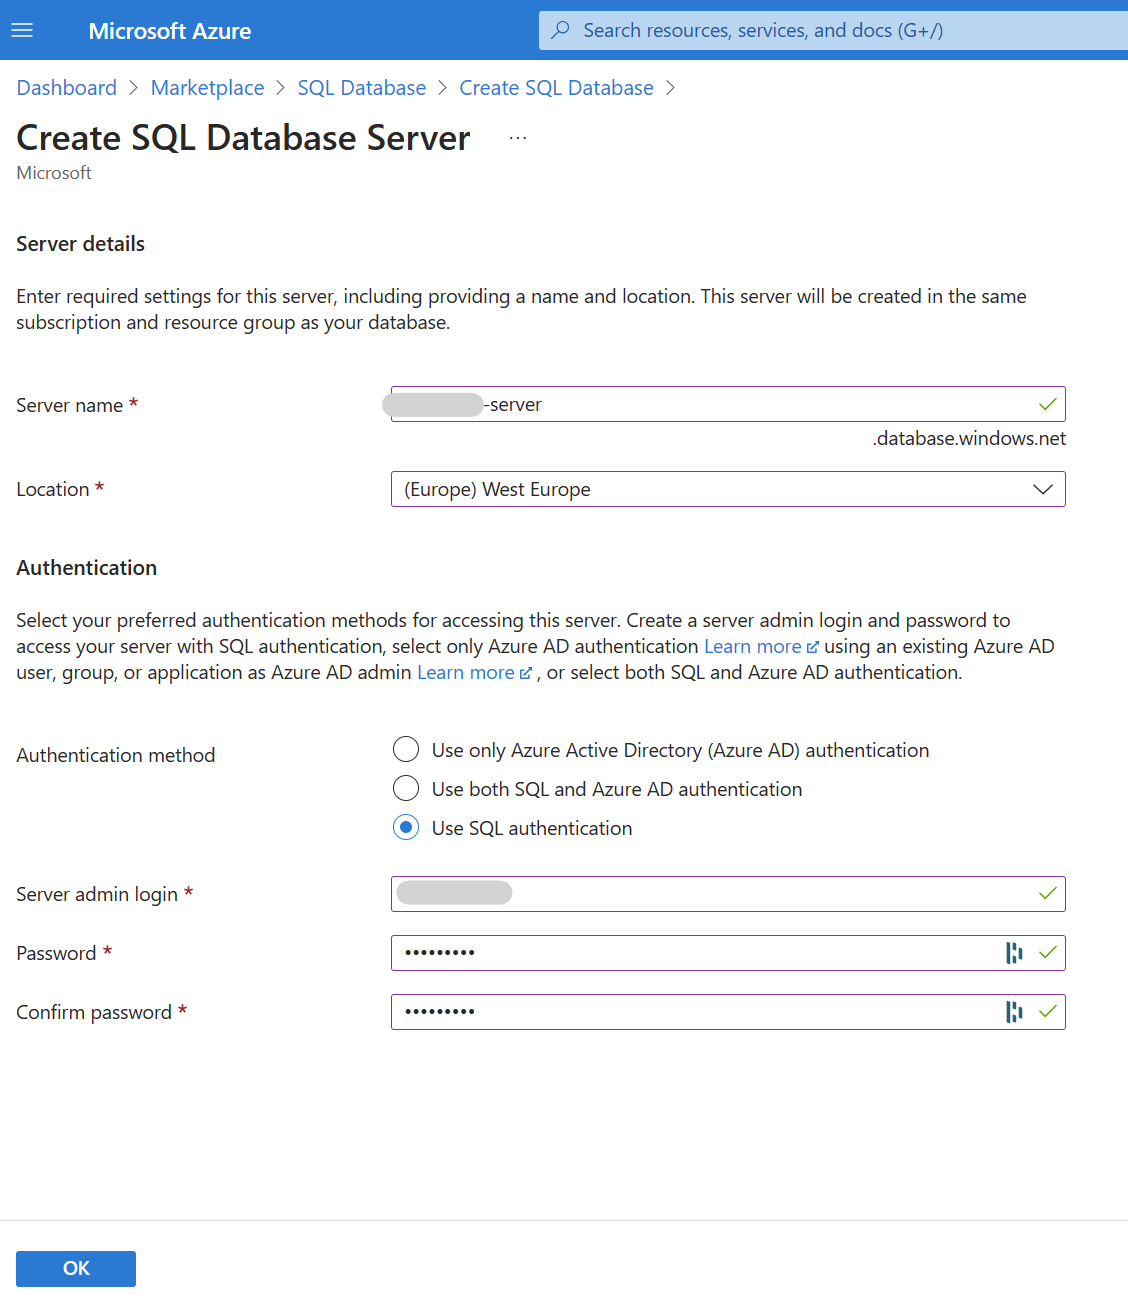 Microsoft Azure
Search resources, services, and docs (G+/)
Dashboard > Marketplace > SQL Database > Create SQL Database >
Create SQL Database Server ...
Microsoft
Server details
Enter required settings for this server, including providing a name and location. This server will be created in the same
subscription and resource group as your database.
Server name *
-server
.database.windows.net
Location *
(Europe) West Europe
Authentication
Select your preferred authentication methods for accessing this server. Create a server admin login and password to
access your server with SQL authentication, select only Azure AD authentication Learn more using an existing Azure AD
user, group, or application as Azure AD admin Learn more , or select both SQL and Azure AD authentication.
Authentication method
Use only Azure Active Directory (Azure AD) authentication
Use both SQL and Azure AD authentication
Use SQL authentication
Server admin login *
Password *
•••••••••
Confirm password *
•••••••••
OK